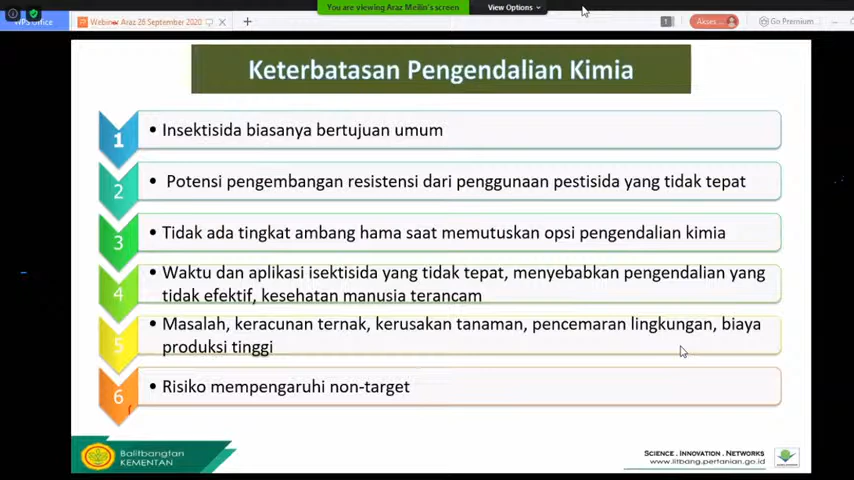 You are viewing Araz Meilin's screen
View Options
WPS Office
Webinar Araz 28 September 2020
1
Akses
Go Premium
Keterbatasan Pengendalian Kimia
1
• Insektisida biasanya bertujuan umum
2
• Potensi pengembangan resistensi dari penggunaan pestisida yang tidak tepat
3
• Tidak ada tingkat ambang hama saat memutuskan opsi pengendalian kimia
4
• Waktu dan aplikasi isektisida yang tidak tepat, menyebabkan pengendalian yang
tidak efektif, kesehatan manusia terancam
5
• Masalah, keracunan ternak, kerusakan tanaman, pencemaran lingkungan, biaya
produksi tinggi
6
• Risiko mempengaruhi non-target
Balitbangtan
KEMENTAN
SCIENCE . INNOVATION . NETWORKS
www.litbang.pertanian.go.id